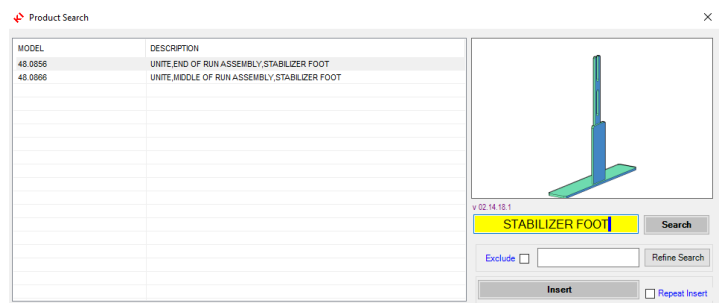 Product Search
MODEL DESCRIPTION
48.0856 UNITE,END OF RUN ASSEMBLY,STABILIZER FOOT
48.0866 UNITE,MIDDLE OF RUN ASSEMBLY,STABILIZER FOOT
v 02.14.18.1
STABILIZER FOOT Search
Exclude Refine Search
Insert Repeat Insert